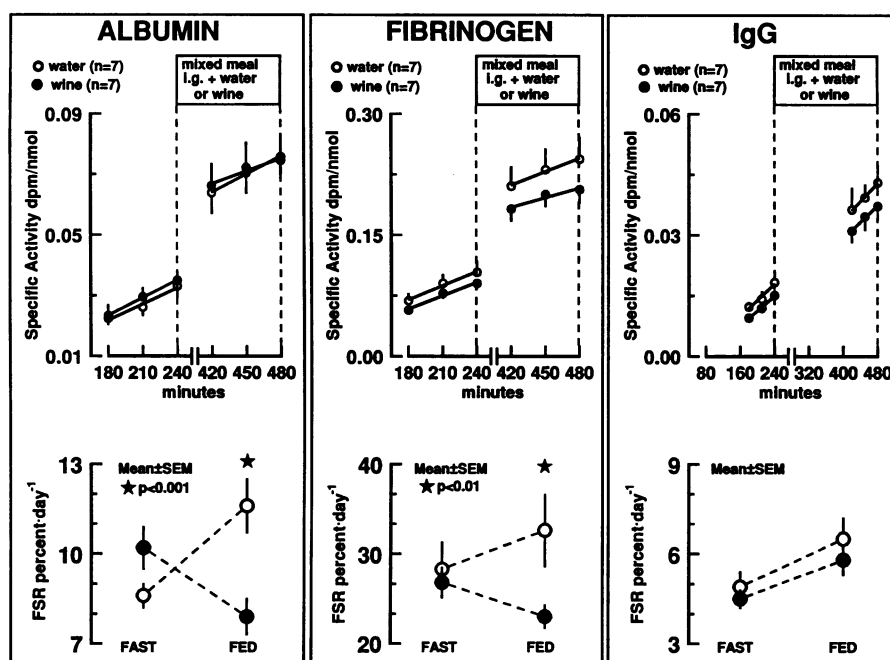 ALBUMIN
○ water (n=7)
● wine (n=7)
mixed meal
i.g. + water
or wine
Specific Activity dpm/nmol
0.09
0.05
0.01
180 210 240 420 450 480
minutes
FSR percent·day⁻¹
13
10
7
Mean±SEM
★ p<0.001
★
FAST FED
FIBRINOGEN
○ water (n=7)
● wine (n=7)
mixed meal
i.g. + water
or wine
Specific Activity dpm/nmol
0.30
0.15
0.00
180 210 240 420 450 480
minutes
FSR percent·day⁻¹
40
30
20
Mean±SEM
★ p<0.01
★
FAST FED
IgG
○ water (n=7)
● wine (n=7)
mixed meal
i.g. + water
or wine
Specific Activity dpm/nmol
0.06
0.03
0.00
80 160 240 320 400 480
minutes
FSR percent·day⁻¹
9
6
3
Mean±SEM
FAST FED